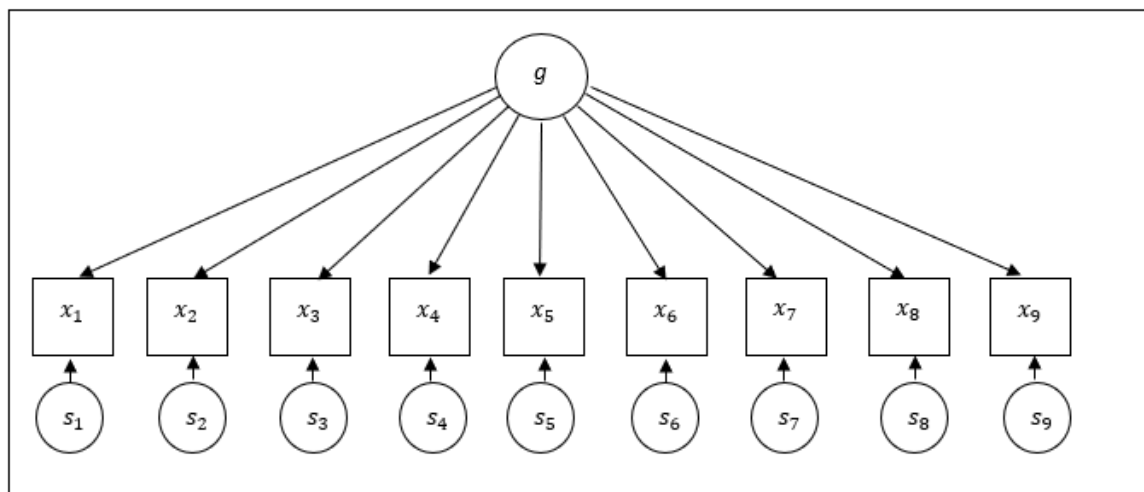 g
x₁ x₂ x₃ x₄ x₅ x₆ x₇ x₈ x₉
s₁ s₂ s₃ s₄ s₅ s₆ s₇ s₈ s₉